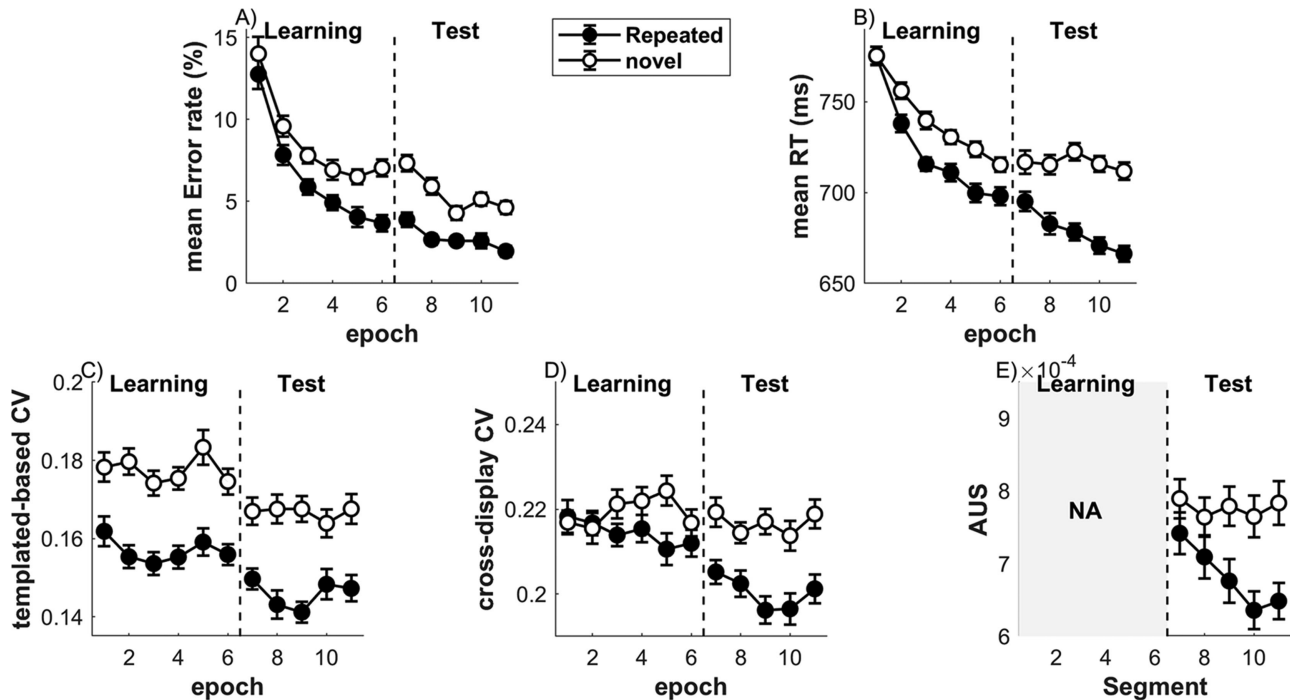 A)
Learning Test
15
10
5
0
mean Error rate (%)
2 4 6 8 10
epoch
Repeated
novel
B)
Learning Test
750
700
650
mean RT (ms)
2 4 6 8 10
epoch
C)
Learning Test
0.2
0.18
0.16
0.14
templated-based CV
2 4 6 8 10
epoch
D)
Learning Test
0.24
0.22
0.2
cross-display CV
2 4 6 8 10
epoch
E) ×10⁻⁴
Learning Test
9
8
7
6
AUS
NA
2 4 6 8 10
Segment